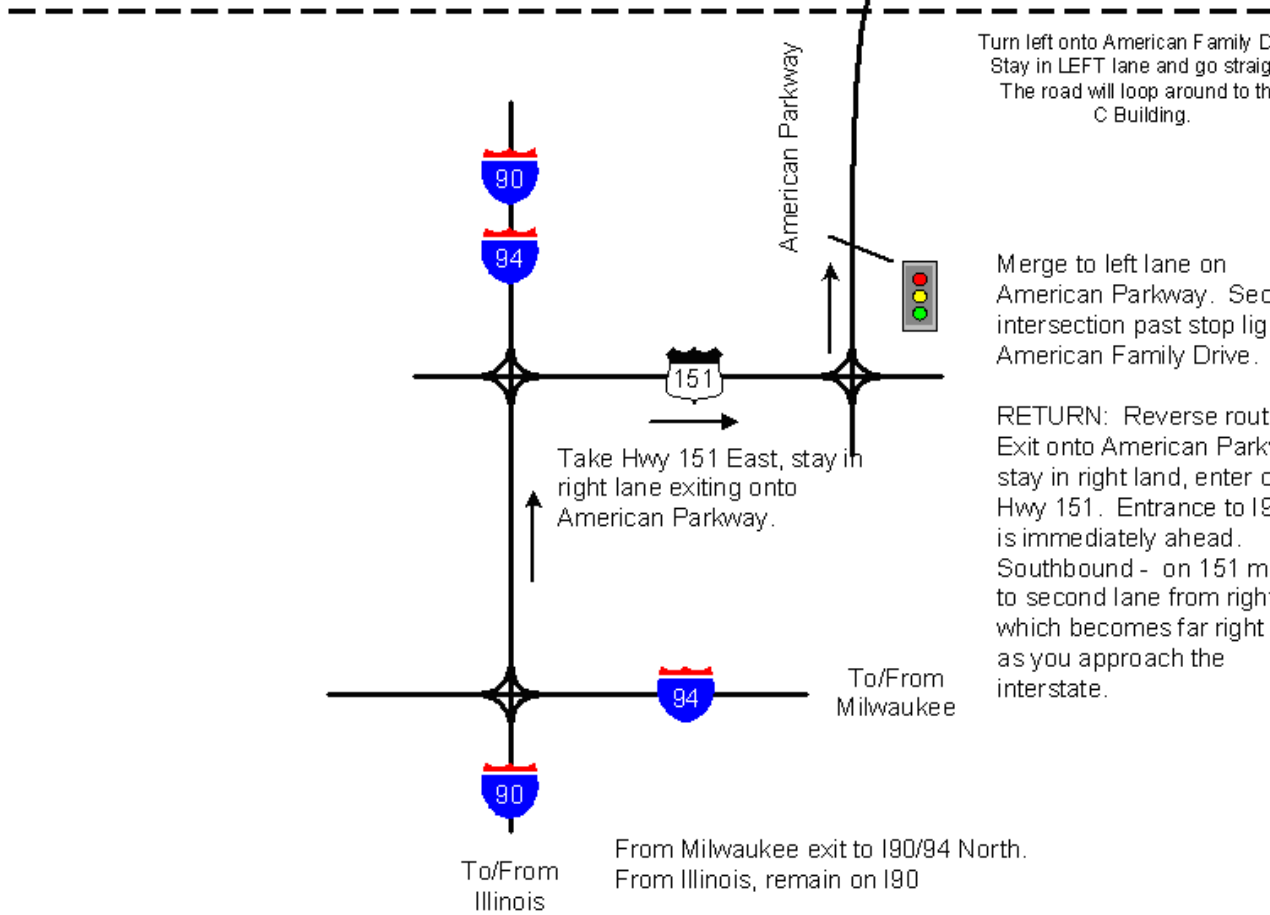 Turn left onto American Family D
Stay in LEFT lane and go straig
The road will loop around to th
C Building.
American Parkway
90
94
Merge to left lane on
American Parkway. Sec
intersection past stop lig
American Family Drive.
151
RETURN: Reverse rout
Exit onto American Park
stay in right land, enter o
Hwy 151. Entrance to I9
is immediately ahead.
Southbound - on 151 m
to second lane from right
which becomes far right
as you approach the
interstate.
Take Hwy 151 East, stay in
right lane exiting onto
American Parkway.
94
To/From
Milwaukee
90
To/From
Illinois
From Milwaukee exit to I90/94 North.
From Illinois, remain on I90